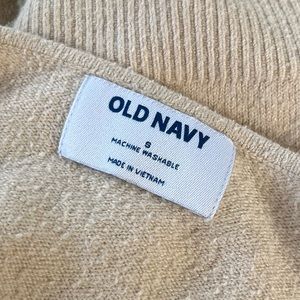 OLD NAVY
S
MACHINE WASHABLE
MADE IN VIETNAM